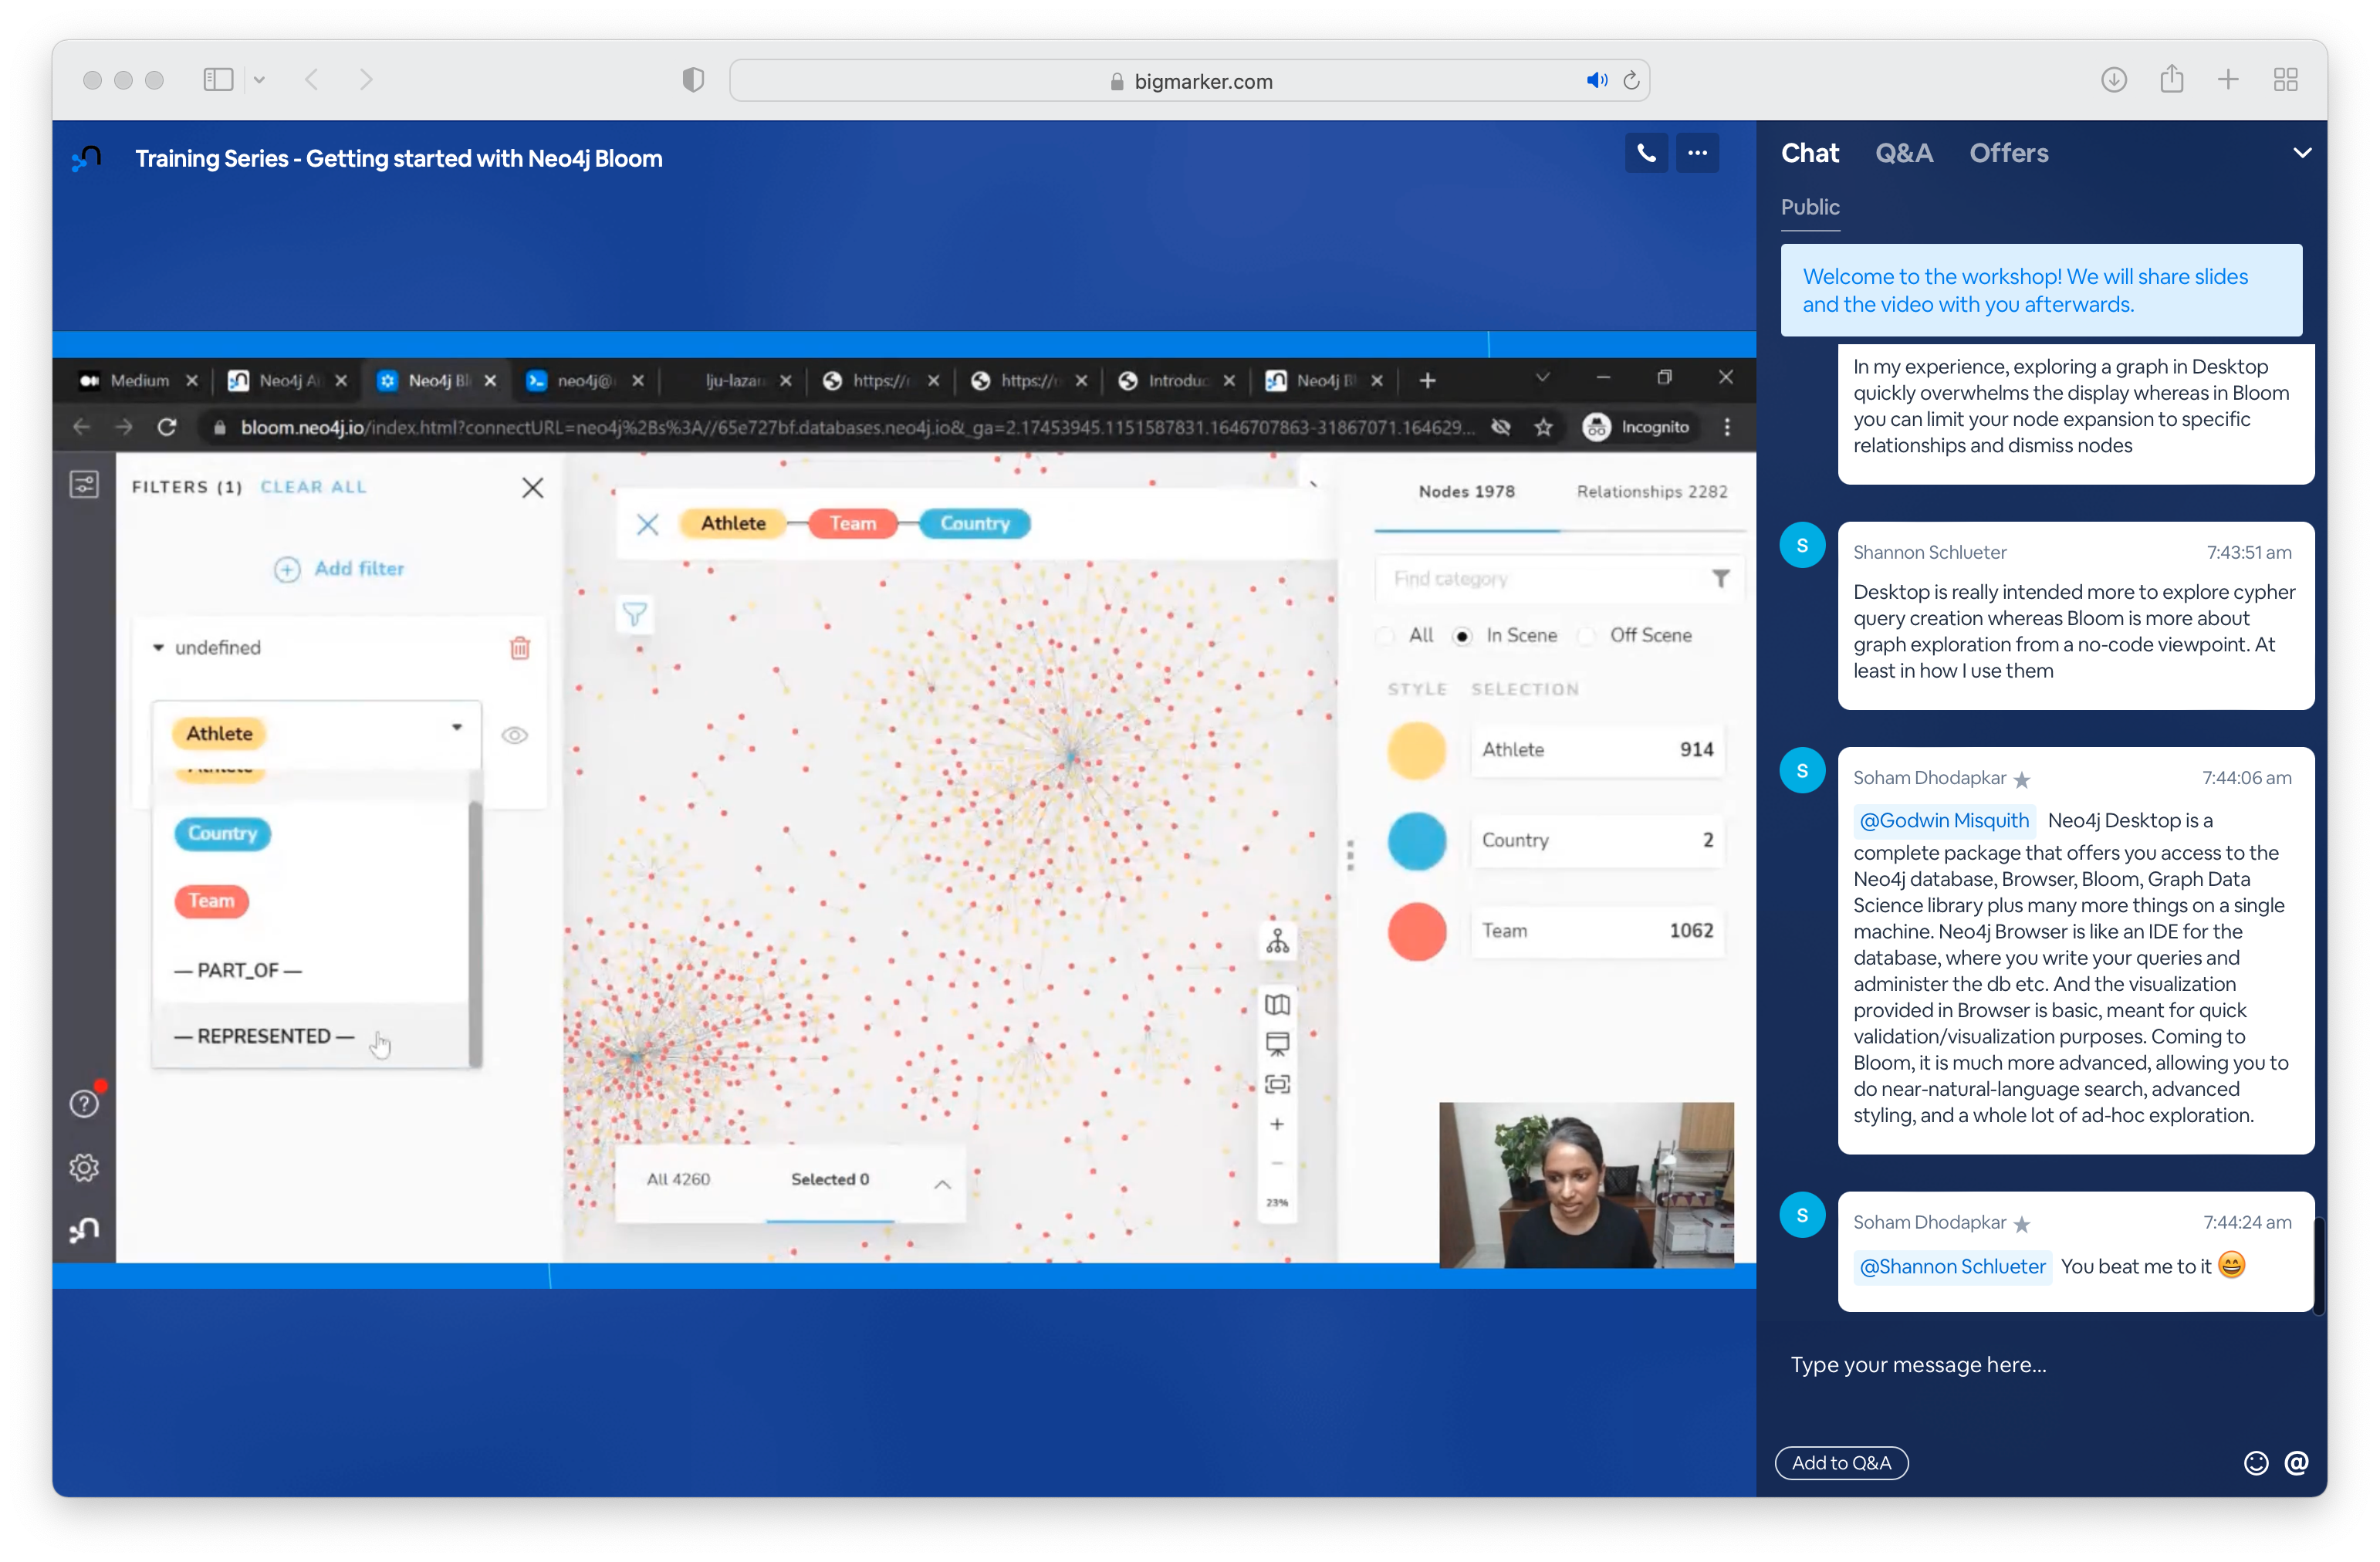 bigmarker.com
Training Series - Getting started with Neo4j Bloom
Medium
Neo4j
Neo4j Bl
neo4j@
lju-lazar
https://
https://
Introduc
Neo4j B
bloom.neo4j.io/index.html?connectURL=neo4j%2Bs%3A//65e727bf.databases.neo4j.io&_ga=2.17453945.1151587831.1646707863-31867071.164629...
Incognito
FILTERS (1) CLEAR ALL
Add filter
undefined
Athlete
Athlete
Country
Team
— PART_OF —
— REPRESENTED —
Athlete Team Country
All 4260 Selected 0
23%
Nodes 1978 Relationships 2282
Find category
All In Scene Off Scene
STYLE SELECTION
Athlete 914
Country 2
Team 1062
Chat Q&A Offers
Public
Welcome to the workshop! We will share slides
and the video with you afterwards.
In my experience, exploring a graph in Desktop
quickly overwhelms the display whereas in Bloom
you can limit your node expansion to specific
relationships and dismiss nodes
S
Shannon Schlueter 7:43:51 am
Desktop is really intended more to explore cypher
query creation whereas Bloom is more about
graph exploration from a no-code viewpoint. At
least in how I use them
S
Soham Dhodapkar ★ 7:44:06 am
@Godwin Misquith Neo4j Desktop is a
complete package that offers you access to the
Neo4j database, Browser, Bloom, Graph Data
Science library plus many more things on a single
machine. Neo4j Browser is like an IDE for the
database, where you write your queries and
administer the db etc. And the visualization
provided in Browser is basic, meant for quick
validation/visualization purposes. Coming to
Bloom, it is much more advanced, allowing you to
do near-natural-language search, advanced
styling, and a whole lot of ad-hoc exploration.
S
Soham Dhodapkar ★ 7:44:24 am
@Shannon Schlueter You beat me to it 😄
Type your message here...
Add to Q&A
@